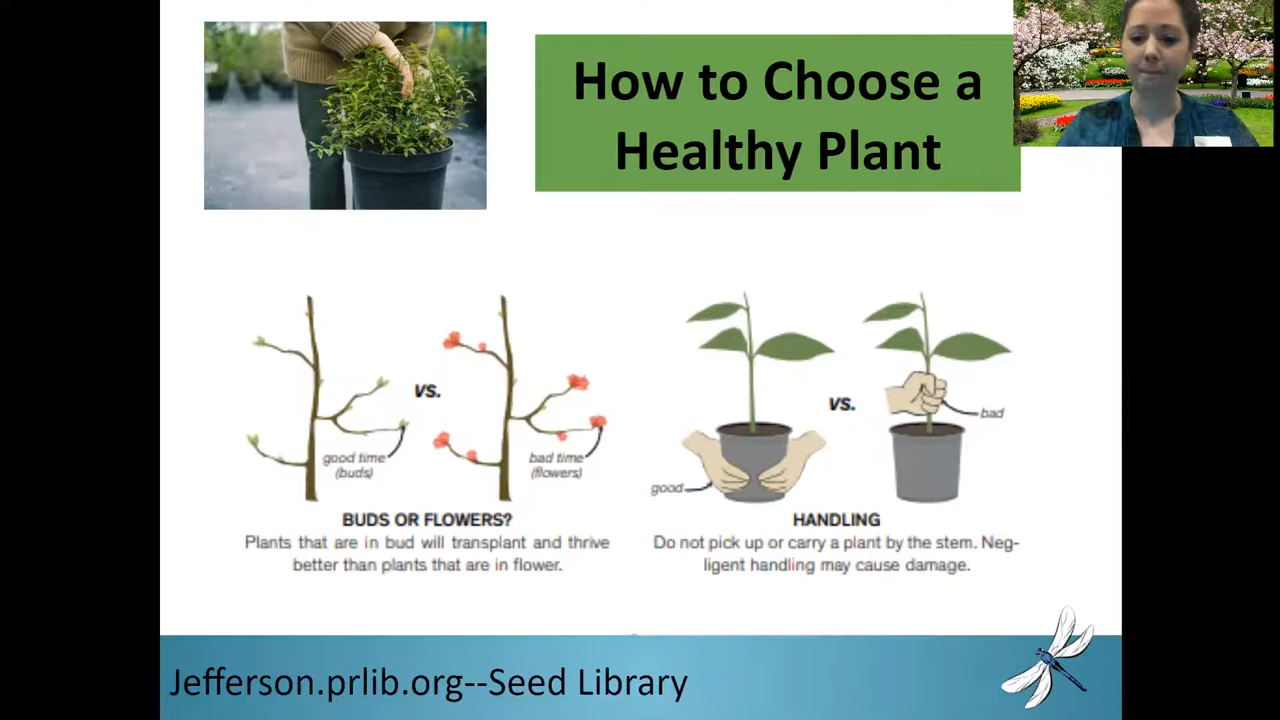 How to Choose a
Healthy Plant
vs.
good time
(buds)
bad time
(flowers)
BUDS OR FLOWERS?
Plants that are in bud will transplant and thrive
better than plants that are in flower.
vs.
good
bad
HANDLING
Do not pick up or carry a plant by the stem. Neg-
ligent handling may cause damage.
Jefferson.prlib.org--Seed Library